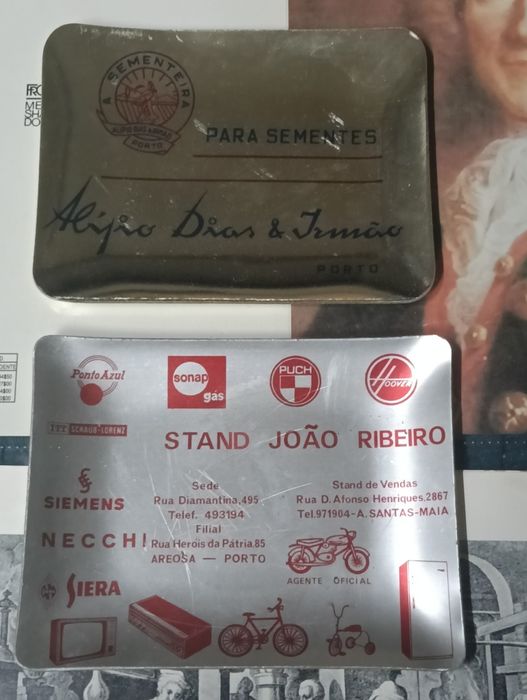 A SEMENTEIRA
ALIPIO DIAS & IRMÃO
PORTO
PARA SEMENTES
Alípio Dias & Irmão
PORTO
Ponto Azul
sonap
gás
PUCH
HOOVER
ITT SCHAUB-LORENZ
STAND JOÃO RIBEIRO
SIEMENS
NECCHI
SIERA
Sede
Rua Diamantina,495
Telef. 493194
Filial
Rua Herois da Pátria,85
AREOSA — PORTO
Stand de Vendas
Rua D. Afonso Henriques,2867
Tel.971904-A. SANTAS-MAIA
AGENTE OFICIAL